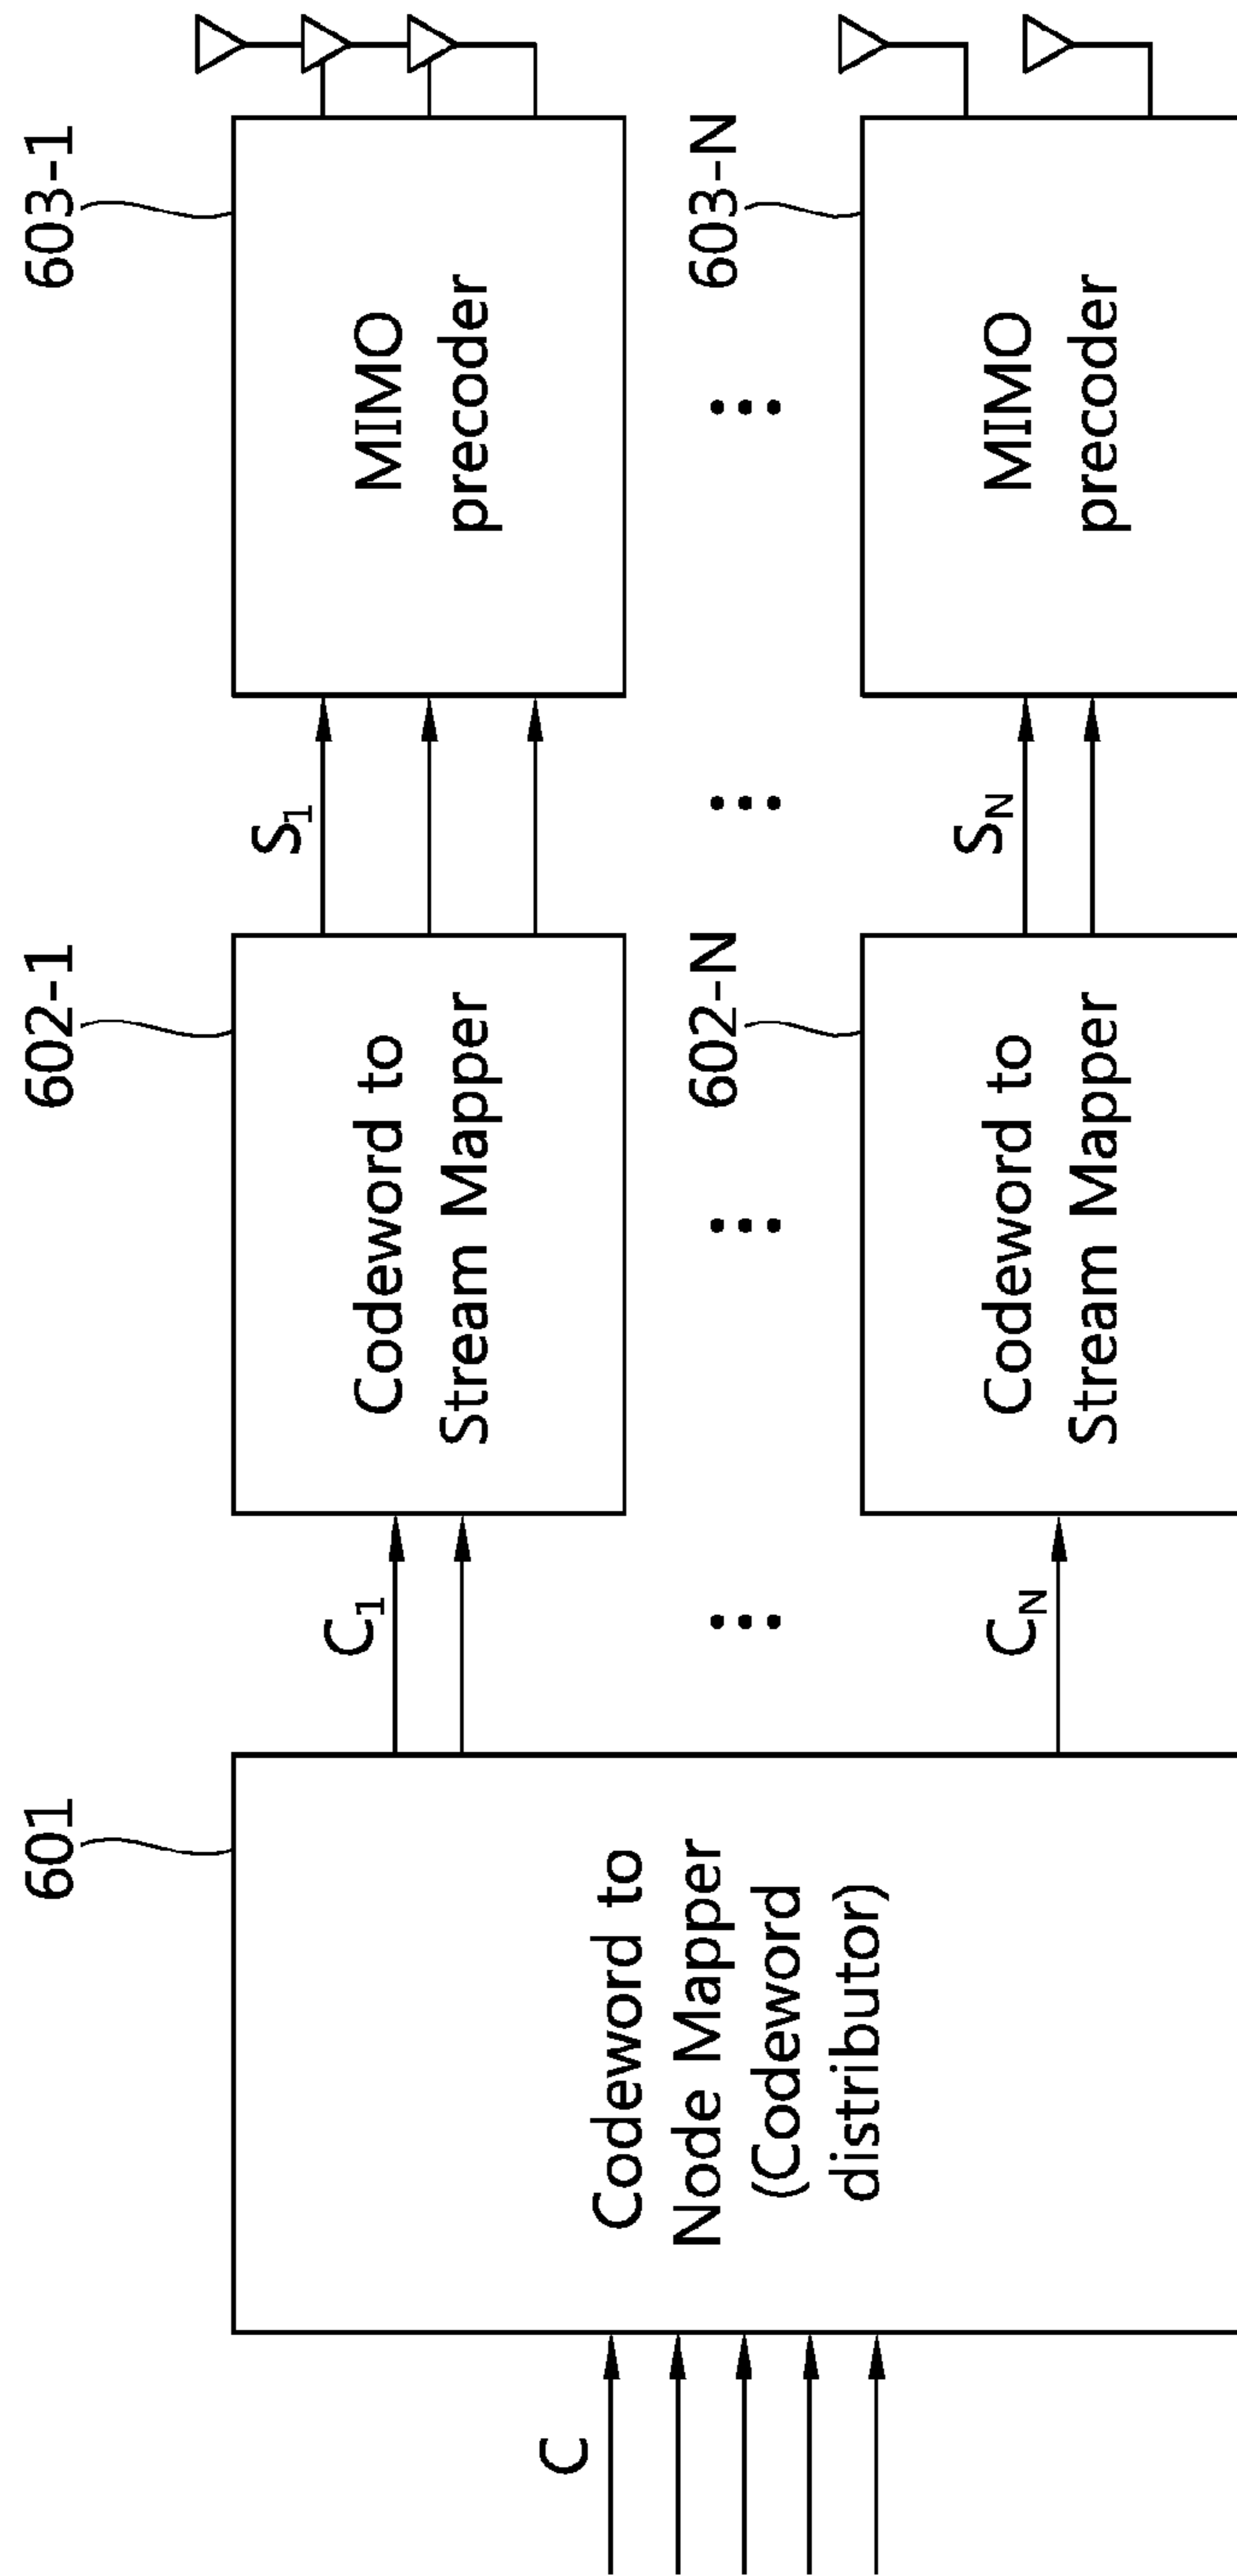 601
602-1
603-1
C
Codeword to
Node Mapper
(Codeword
distributor)
C1
Codeword to
Stream Mapper
S1
MIMO
precoder
602-N
603-N
CN
Codeword to
Stream Mapper
SN
MIMO
precoder